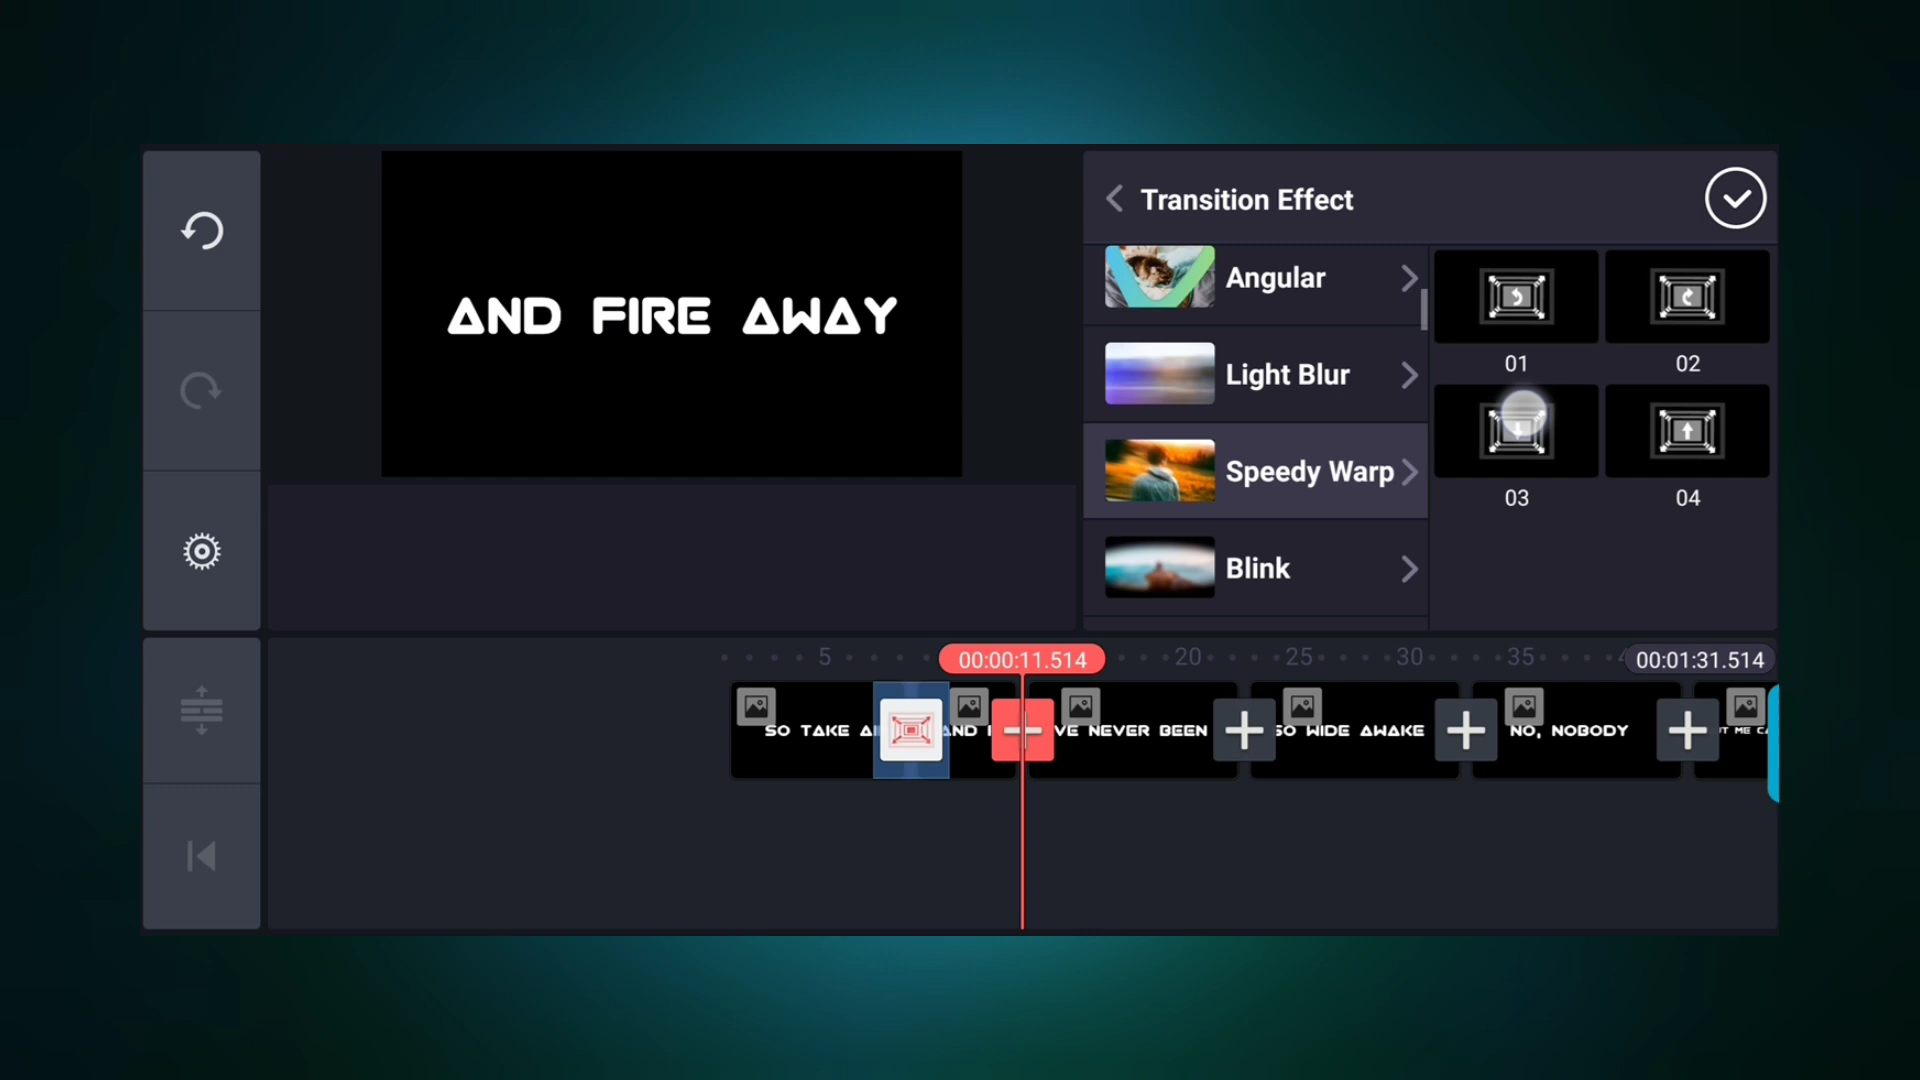 AND FIRE AWAY
Transition Effect
Angular
Light Blur
Speedy Warp
Blink
01
02
03
04
5
00:00:11.514
20
25
30
35
00:01:31.514
SO TAKE AI
AND
VE NEVER BEEN
SO WIDE AWAKE
NO, NOBODY
ME CA